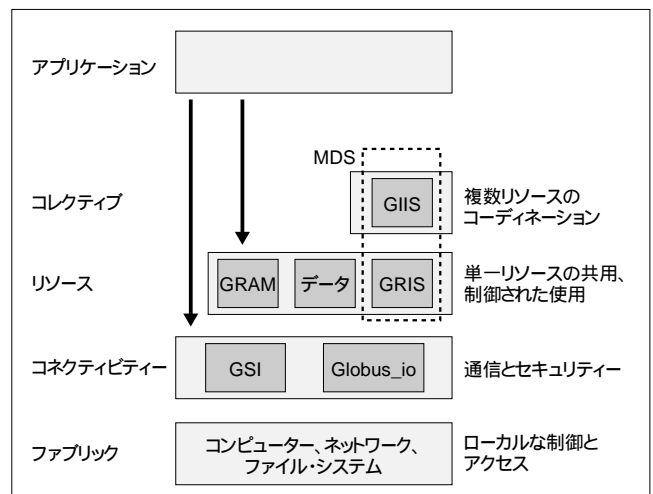 アプリケーション
MDS
コレクティブ
GIIS
複数リソースの
コーディネーション
リソース
GRAM
データ
GRIS
単一リソースの共用、
制御された使用
コネクティビティー
GSI
Globus_io
通信とセキュリティー
ファブリック
コンピューター、ネットワーク、
ファイル・システム
ローカルな制御と
アクセス